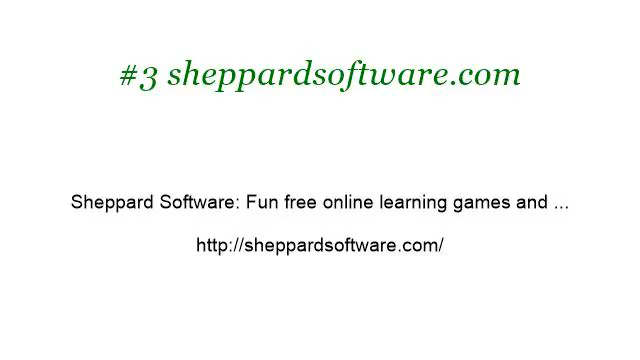 #3 sheppardsoftware.com
Sheppard Software: Fun free online learning games and ...
http://sheppardsoftware.com/